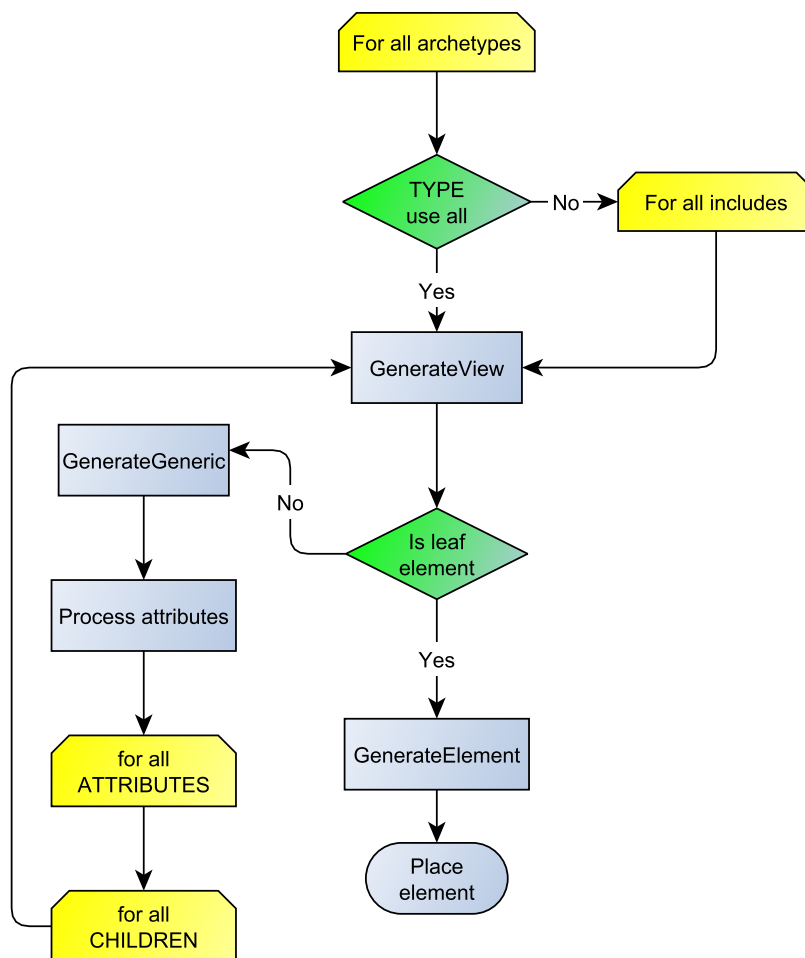 For all archetypes
TYPE
use all
No
For all includes
Yes
GenerateView
GenerateGeneric
No
Is leaf
element
Process attributes
Yes
GenerateElement
for all
ATTRIBUTES
Place
element
for all
CHILDREN